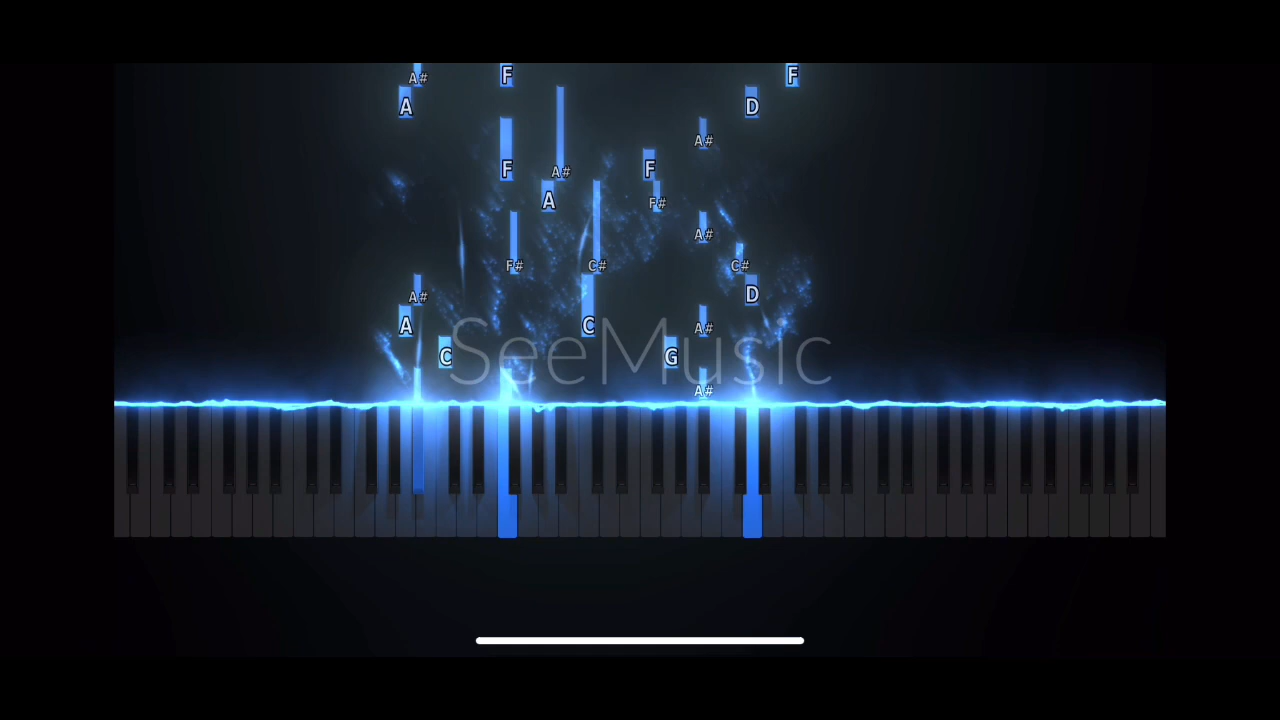 A# F F
A D
A#
F A# F
A F#
A#
F# C# C#
A# D
A C A#
SeeMusic
C G
A#